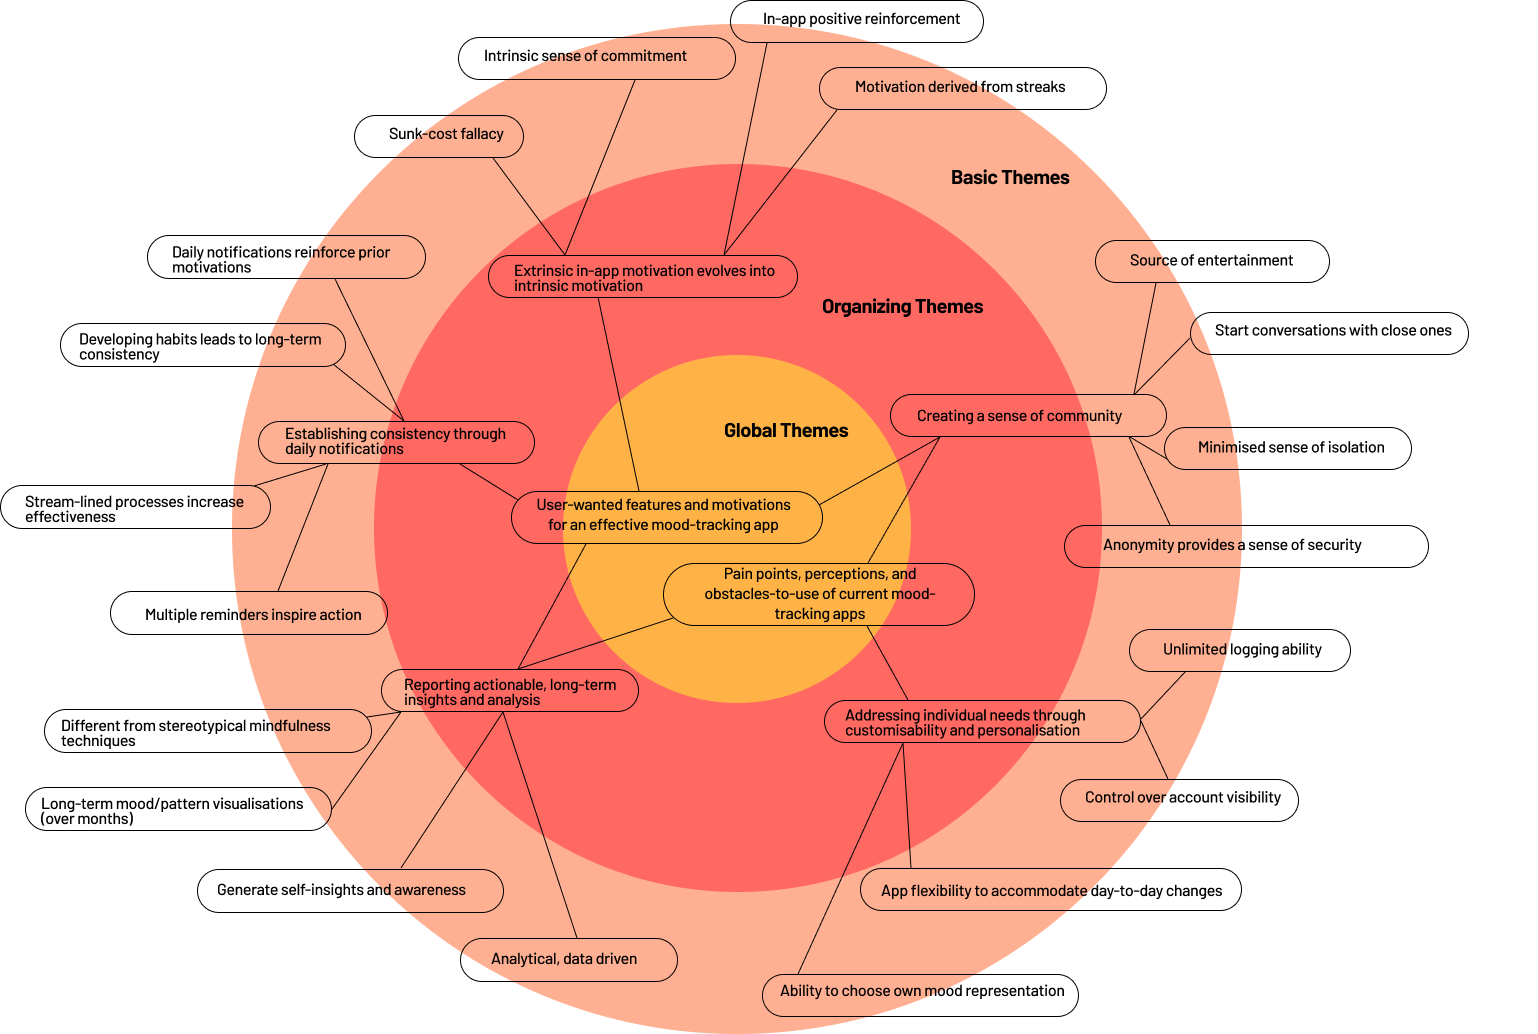 In-app positive reinforcement
Intrinsic sense of commitment
Motivation derived from streaks
Sunk-cost fallacy
Basic Themes
Daily notifications reinforce prior
motivations
Source of entertainment
Extrinsic in-app motivation evolves into
intrinsic motivation
Organizing Themes
Start conversations with close ones
Developing habits leads to long-term
consistency
Creating a sense of community
Global Themes
Establishing consistency through
daily notifications
Minimised sense of isolation
Stream-lined processes increase
effectiveness
User-wanted features and motivations
for an effective mood-tracking app
Anonymity provides a sense of security
Pain points, perceptions, and
obstacles-to-use of current mood-
tracking apps
Multiple reminders inspire action
Unlimited logging ability
Reporting actionable, long-term
insights and analysis
Different from stereotypical mindfulness
techniques
Addressing individual needs through
customisability and personalisation
Long-term mood/pattern visualisations
(over months)
Control over account visibility
Generate self-insights and awareness
App flexibility to accommodate day-to-day changes
Analytical, data driven
Ability to choose own mood representation